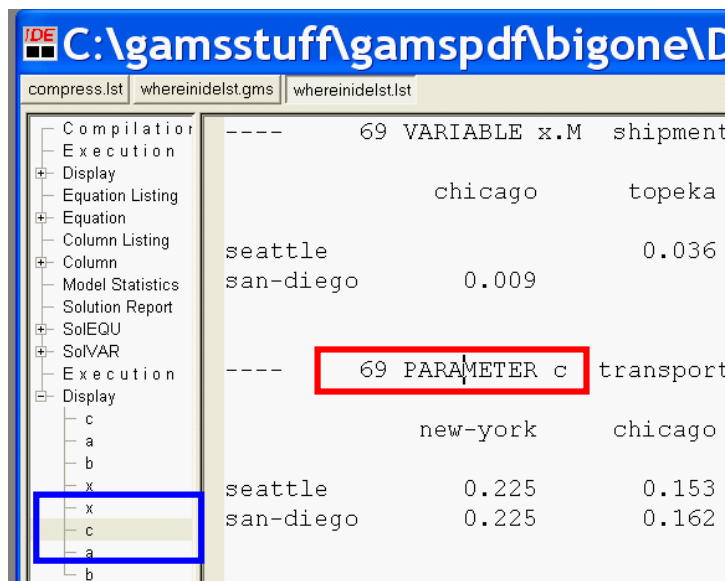 IDE C:\gamsstuff\gamspdf\bigone\D
compress.lst whereinidelst.gms whereinidelst.lst
Compilation
Execution
Display
Equation Listing
Equation
Column Listing
Column
Model Statistics
Solution Report
SolEQU
SolVAR
Execution
Display
c
a
b
x
x
c
a
b
---- 69 VARIABLE x.M shipment
chicago topeka
seattle 0.036
san-diego 0.009
---- 69 PARAMETER c transport
new-york chicago
seattle 0.225 0.153
san-diego 0.225 0.162